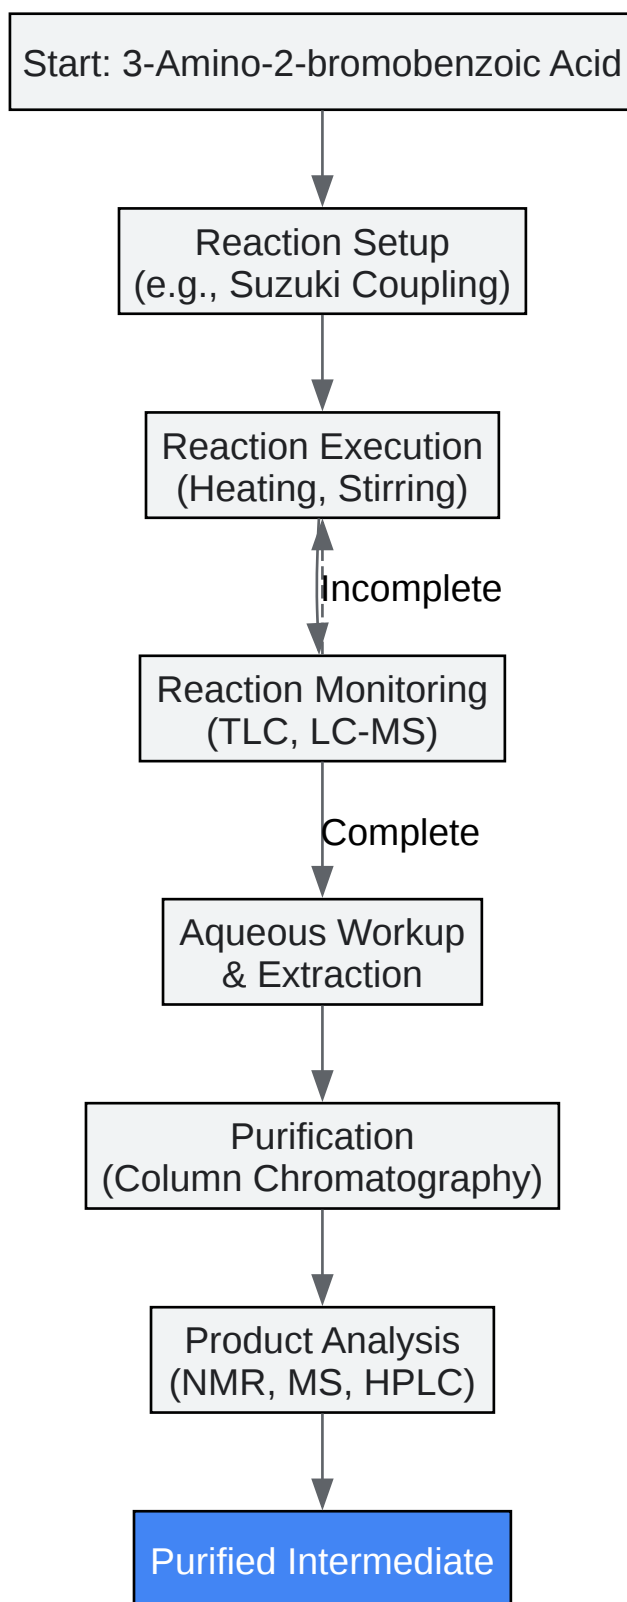 Start: 3-Amino-2-bromobenzoic Acid
Reaction Setup
(e.g., Suzuki Coupling)
Reaction Execution
(Heating, Stirring)
Incomplete
Reaction Monitoring
(TLC, LC-MS)
Complete
Aqueous Workup
& Extraction
Purification
(Column Chromatography)
Product Analysis
(NMR, MS, HPLC)
Purified Intermediate